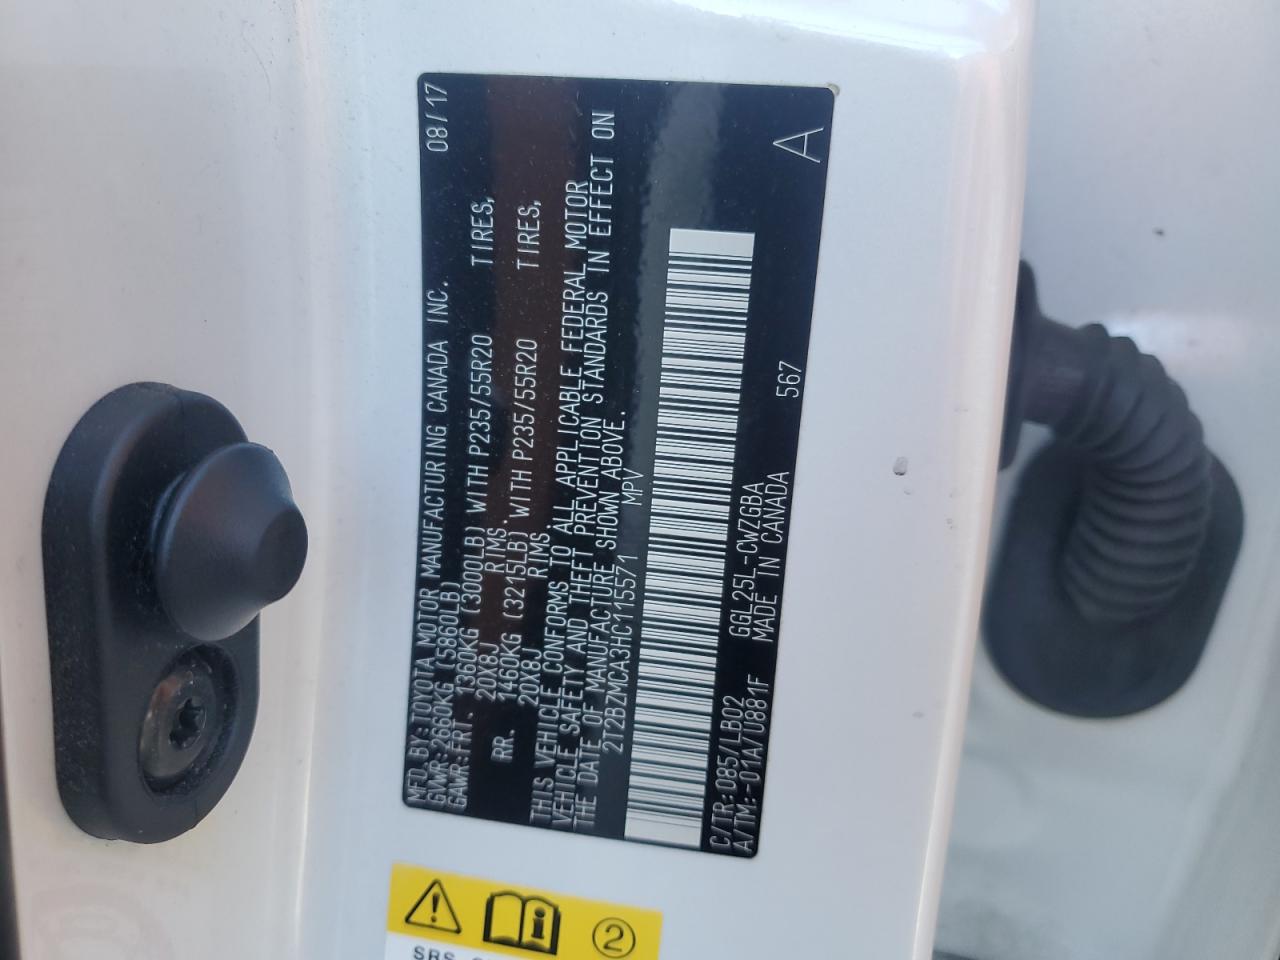 MFD.BY:TOYOTA MOTOR MANUFACTURING CANADA INC. 08/17
GVWR:2660KG (5860LB)
GAWR:FRT. 1360KG (3000LB) WITH P235/55R20 TIRES,
20X8J RIMS.
RR. 1460KG (3215LB) WITH P235/55R20 TIRES,
20X8J RIMS.
THIS VEHICLE CONFORMS TO ALL APPLICABLE FEDERAL MOTOR
VEHICLE SAFETY AND THEFT PREVENTION STANDARDS IN EFFECT ON
THE DATE OF MANUFACTURE SHOWN ABOVE.
2T2BZMCA3HC115571 MPV
C/TR:085/LB02 GGL25L-CWZGBA
A/TM:-01A/U881F MADE IN CANADA 567 A
2
SRS